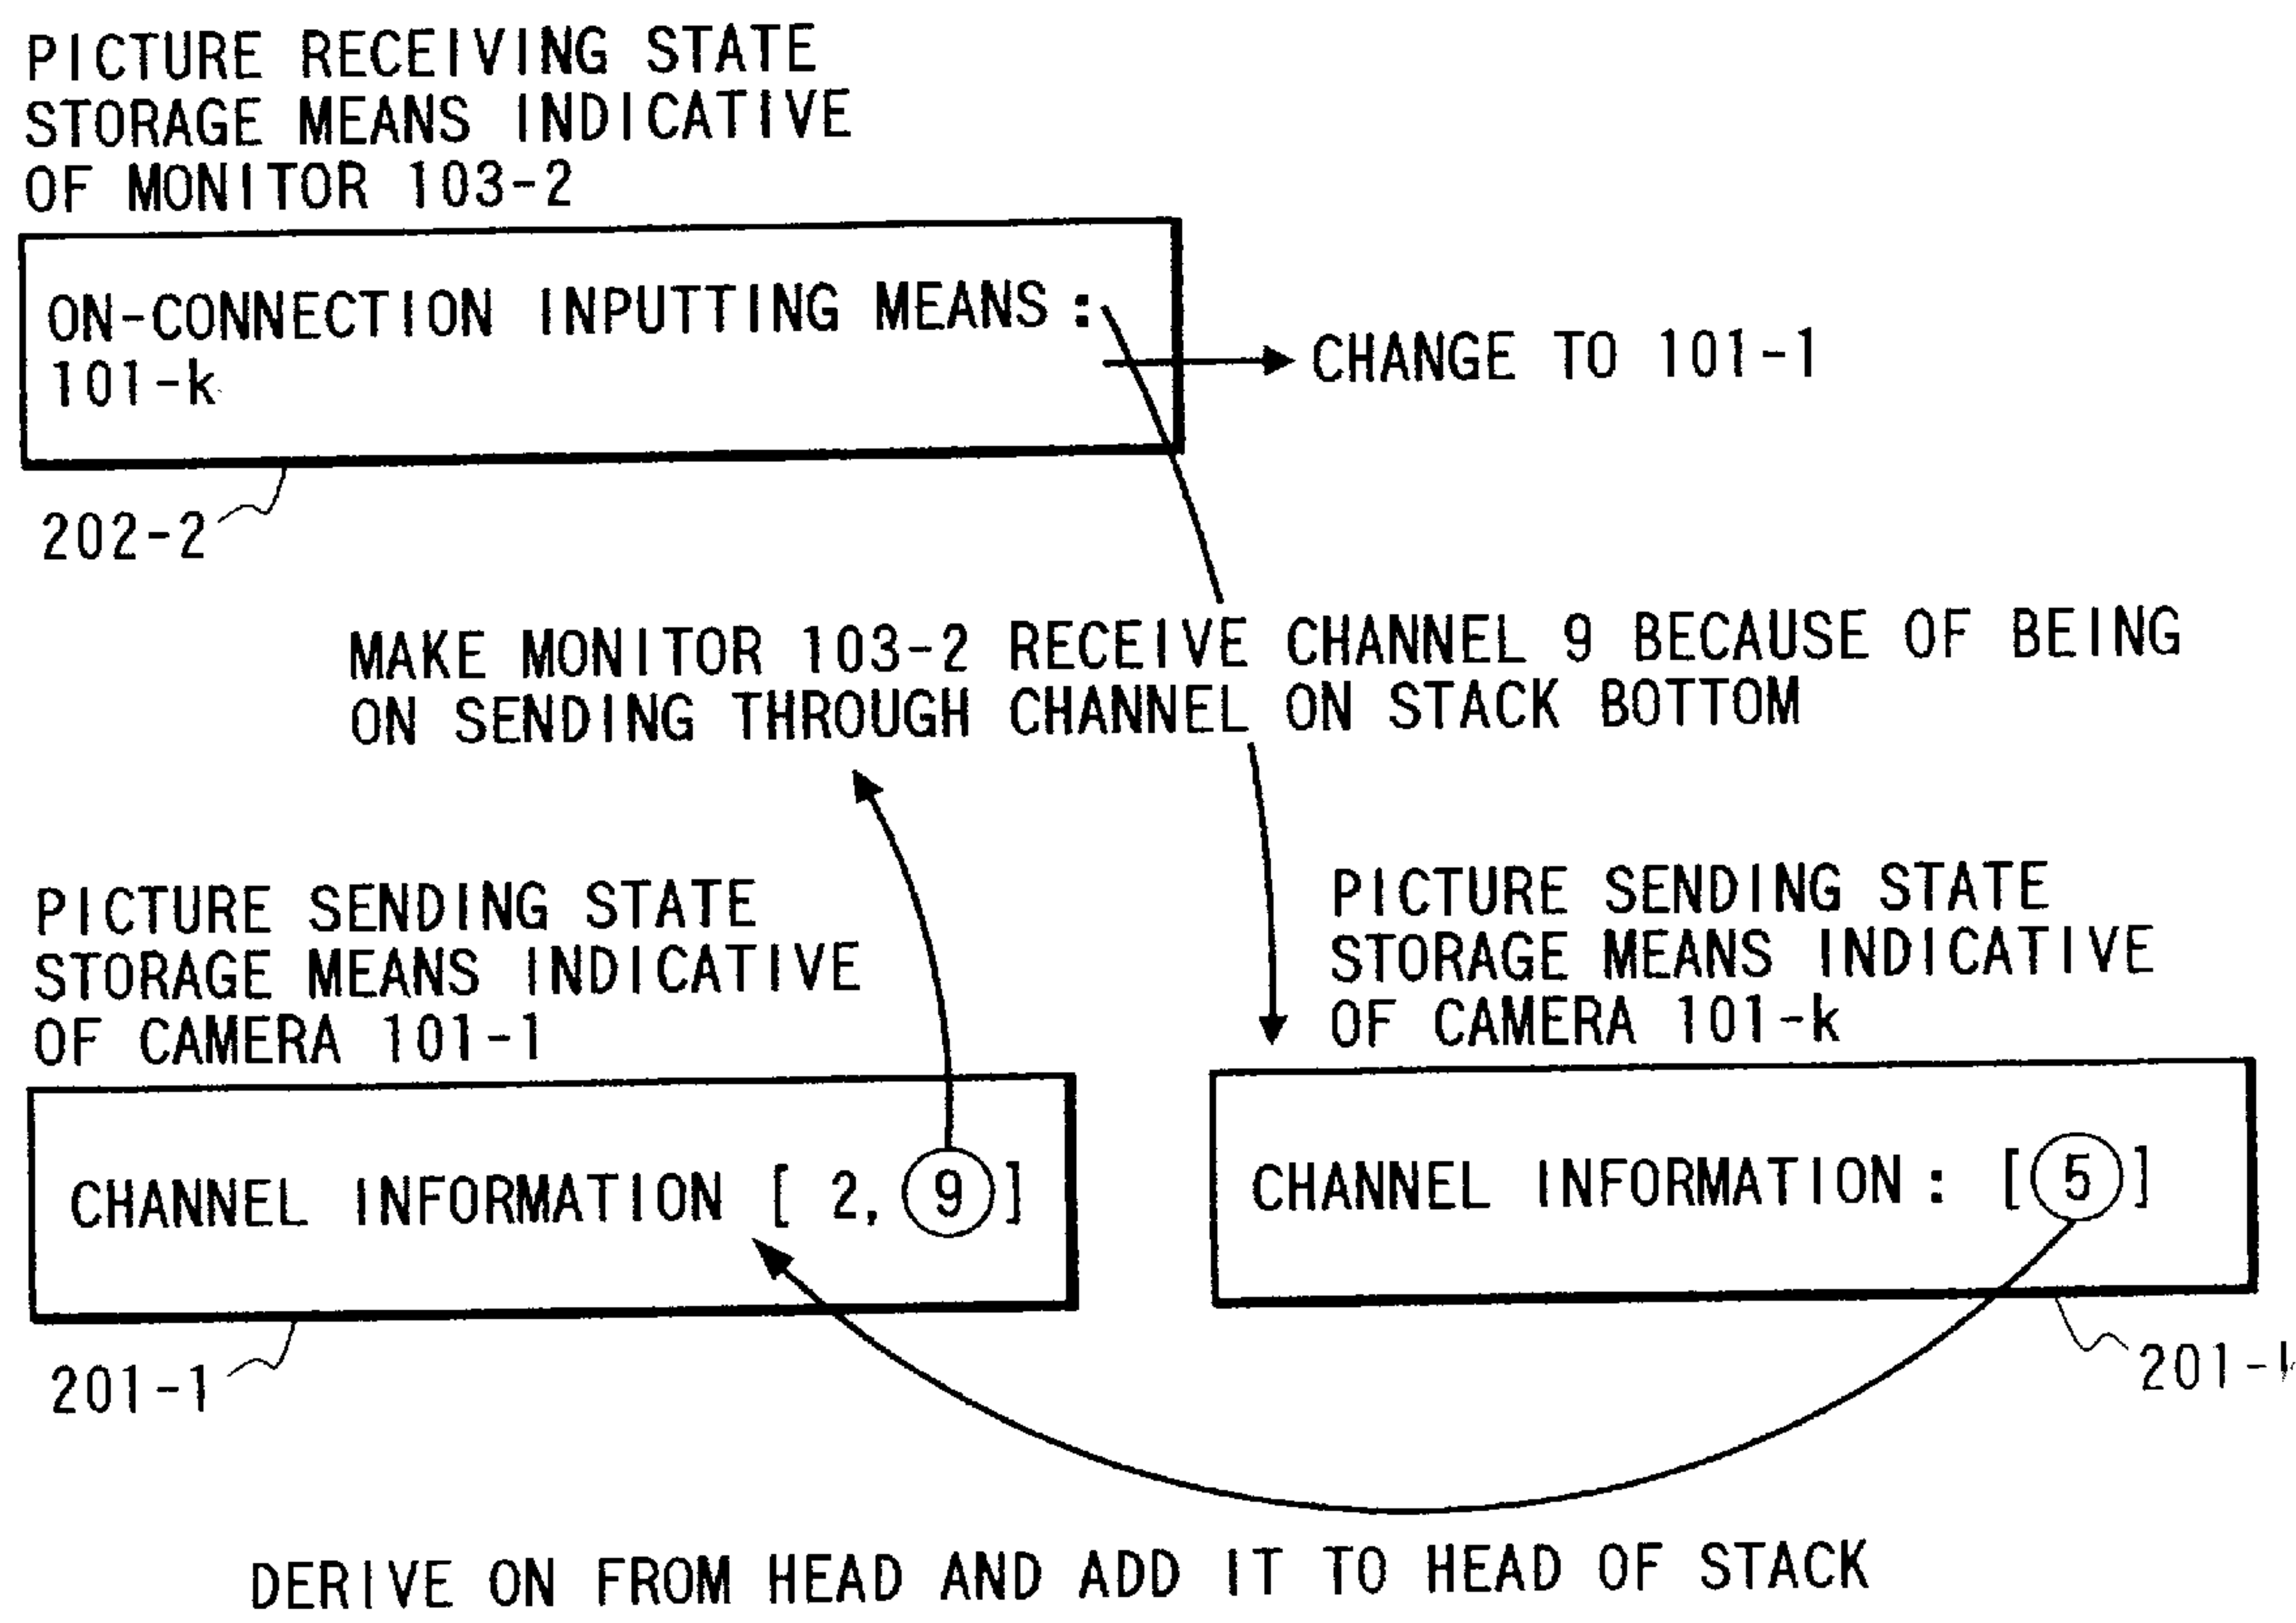 PICTURE RECEIVING STATE
STORAGE MEANS INDICATIVE
OF MONITOR 103-2
ON-CONNECTION INPUTTING MEANS :
101-k
CHANGE TO 101-1
202-2
MAKE MONITOR 103-2 RECEIVE CHANNEL 9 BECAUSE OF BEING
ON SENDING THROUGH CHANNEL ON STACK BOTTOM
PICTURE SENDING STATE
STORAGE MEANS INDICATIVE
OF CAMERA 101-1
CHANNEL INFORMATION [ 2, 9 ]
201-1
PICTURE SENDING STATE
STORAGE MEANS INDICATIVE
OF CAMERA 101-k
CHANNEL INFORMATION : [ 5 ]
DERIVE ON FROM HEAD AND ADD IT TO HEAD OF STACK